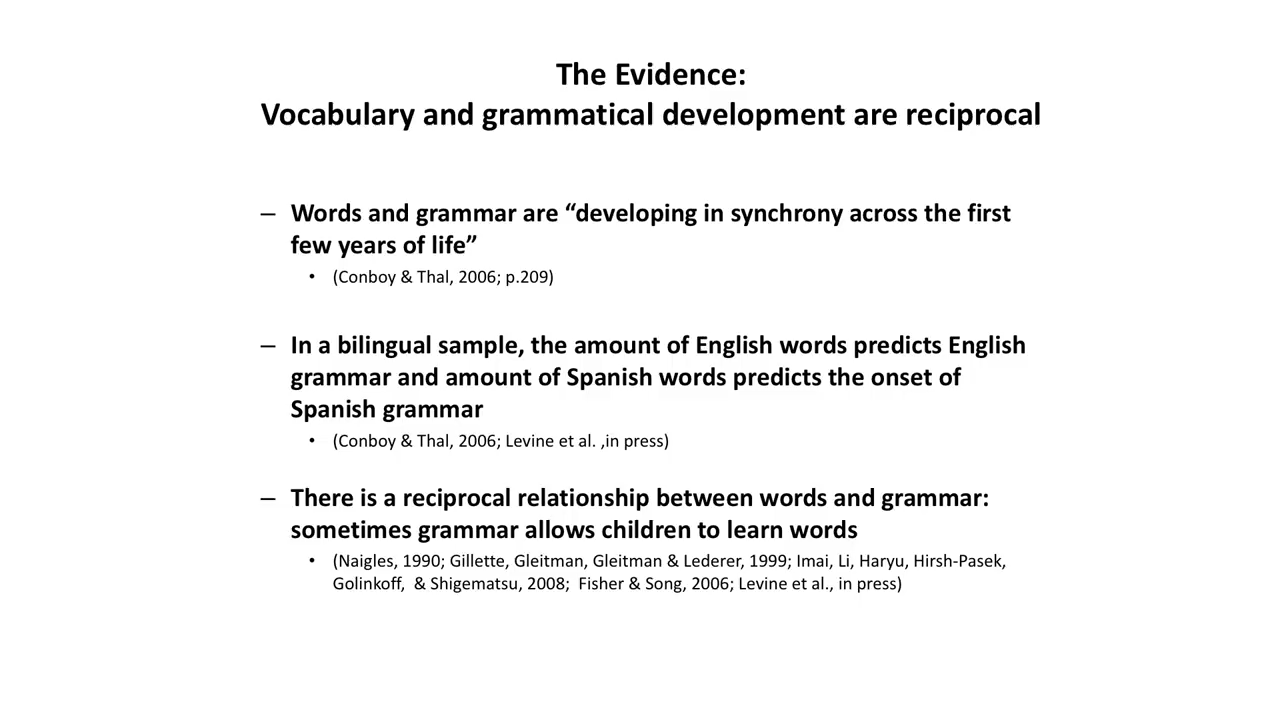 The Evidence:
Vocabulary and grammatical development are reciprocal
– Words and grammar are “developing in synchrony across the first
few years of life”
• (Conboy & Thal, 2006; p.209)
– In a bilingual sample, the amount of English words predicts English
grammar and amount of Spanish words predicts the onset of
Spanish grammar
• (Conboy & Thal, 2006; Levine et al. ,in press)
– There is a reciprocal relationship between words and grammar:
sometimes grammar allows children to learn words
• (Naigles, 1990; Gillette, Gleitman, Gleitman & Lederer, 1999; Imai, Li, Haryu, Hirsh-Pasek,
Golinkoff, & Shigematsu, 2008; Fisher & Song, 2006; Levine et al., in press)